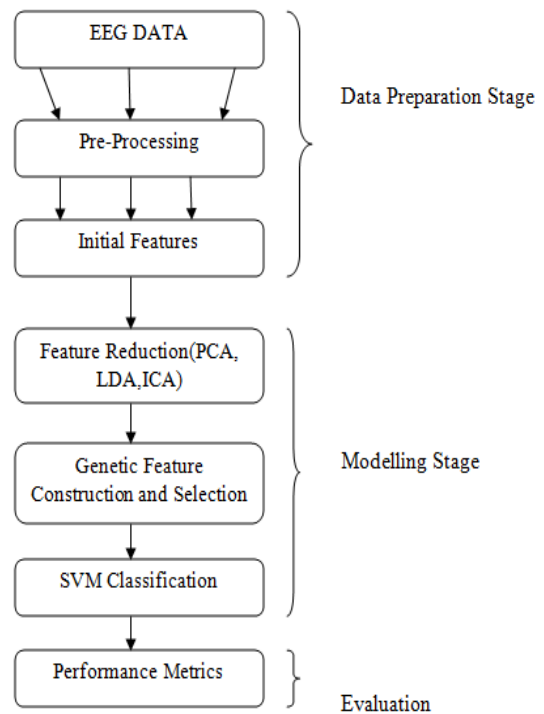 EEG DATA
Data Preparation Stage
Pre-Processing
Initial Features
Feature Reduction(PCA,
LDA,ICA)
Genetic Feature
Construction and Selection
Modelling Stage
SVM Classification
Performance Metrics
Evaluation